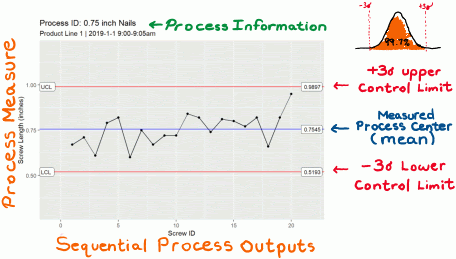 Process ID: 0.75 inch Nails
Product Line 1 | 2019-1-1 9:00-9:05am
Process Information
-3σ
+3σ
99.7%
Process Measure
Screw Length (inches)
1.00
0.75
0.50
UCL
0.9897
LCL
0.5193
0.7545
+3σ upper
Control Limit
Measured
Process Center
(mean)
-3σ Lower
Control Limit
0
5
10
15
20
Screw ID
Sequential Process Outputs